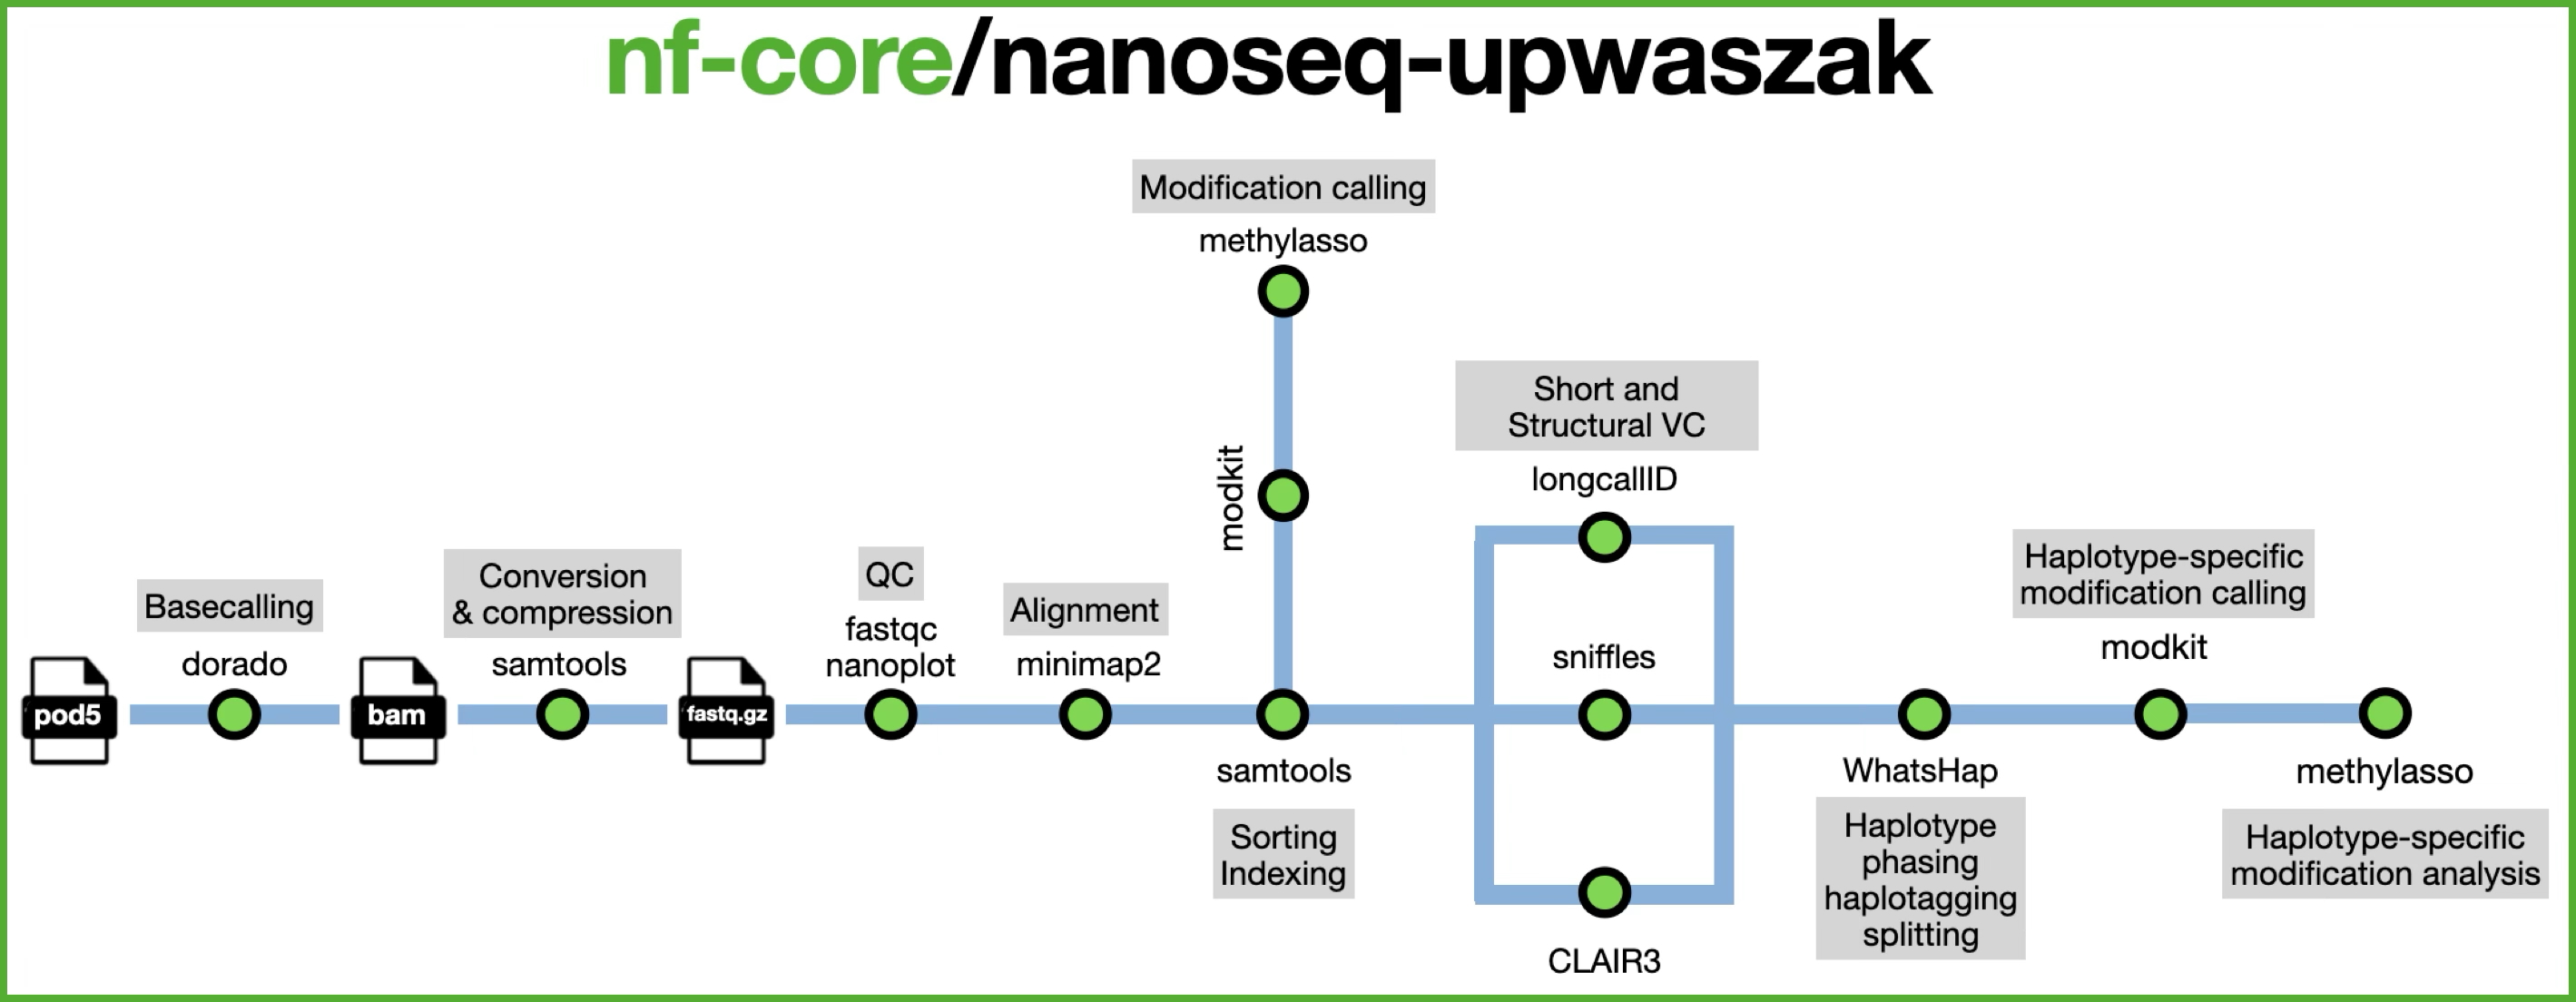 nf-core/nanoseq-upwaszak
Modification calling
methylasso
modkit
Short and
Structural VC
longcallID
sniffles
CLAIR3
Basecalling
dorado
Conversion
& compression
samtools
QC
fastqc
nanoplot
Alignment
minimap2
pod5
bam
fastq.gz
samtools
Sorting
Indexing
WhatsHap
Haplotype
phasing
haplotagging
splitting
Haplotype-specific
modification calling
modkit
methylasso
Haplotype-specific
modification analysis